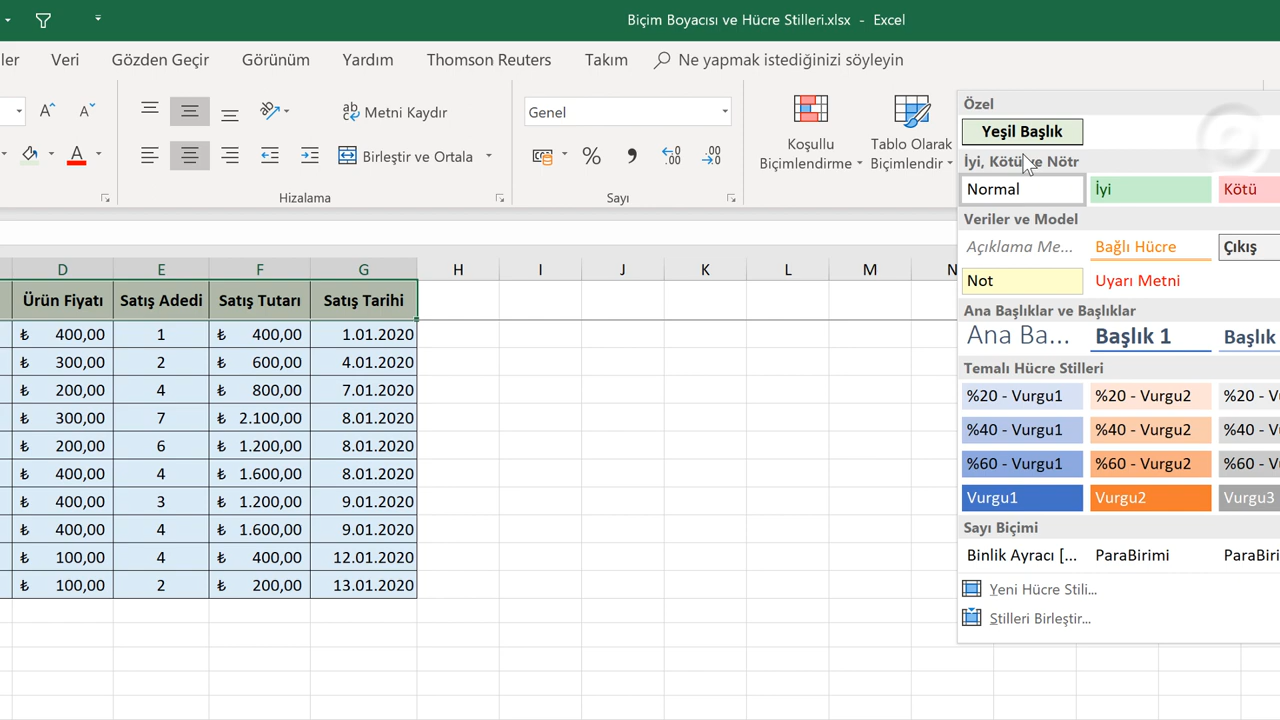 Biçim Boyacısı ve Hücre Stilleri.xlsx - Excel
ler Veri Gözden Geçir Görünüm Yardım Thomson Reuters Takım Ne yapmak istediğinizi söyleyin
Metni Kaydır
Birleştir ve Ortala
Hizalama
Genel
Sayı
Koşullu
Biçimlendirme
Tablo Olarak
Biçimlendir
Özel
Yeşil Başlık
İyi, Kötü ve Nötr
Normal İyi Kötü
Veriler ve Model
Açıklama Me... Bağlı Hücre Çıkış
Not Uyarı Metni
Ana Başlıklar ve Başlıklar
Ana Ba... Başlık 1 Başlık
Temalı Hücre Stilleri
%20 - Vurgu1 %20 - Vurgu2 %20 - Vu
%40 - Vurgu1 %40 - Vurgu2 %40 - Vu
%60 - Vurgu1 %60 - Vurgu2 %60 - Vu
Vurgu1 Vurgu2 Vurgu3
Sayı Biçimi
Binlik Ayracı [... ParaBirimi ParaBiri
Yeni Hücre Stili...
Stilleri Birleştir...
D E F G H I J K L M N
Ürün Fiyatı Satış Adedi Satış Tutarı Satış Tarihi
₺ 400,00 1 ₺ 400,00 1.01.2020
₺ 300,00 2 ₺ 600,00 4.01.2020
₺ 200,00 4 ₺ 800,00 7.01.2020
₺ 300,00 7 ₺ 2.100,00 8.01.2020
₺ 200,00 6 ₺ 1.200,00 8.01.2020
₺ 400,00 4 ₺ 1.600,00 8.01.2020
₺ 400,00 3 ₺ 1.200,00 9.01.2020
₺ 400,00 4 ₺ 1.600,00 9.01.2020
₺ 100,00 4 ₺ 400,00 12.01.2020
₺ 100,00 2 ₺ 200,00 13.01.2020